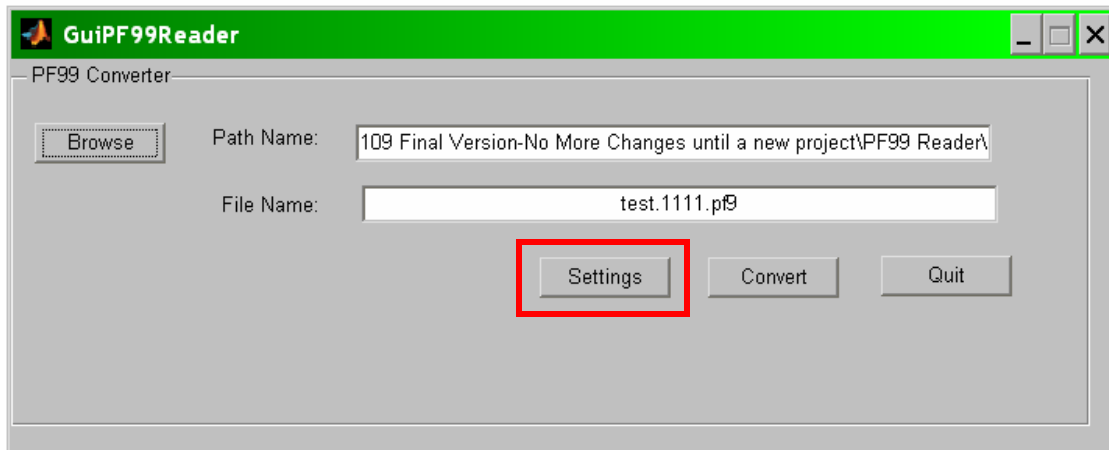 GuiPF99Reader
PF99 Converter
Browse
Path Name:
109 Final Version-No More Changes until a new project\PF99 Reader\
File Name:
test.1111.pf9
Settings
Convert
Quit